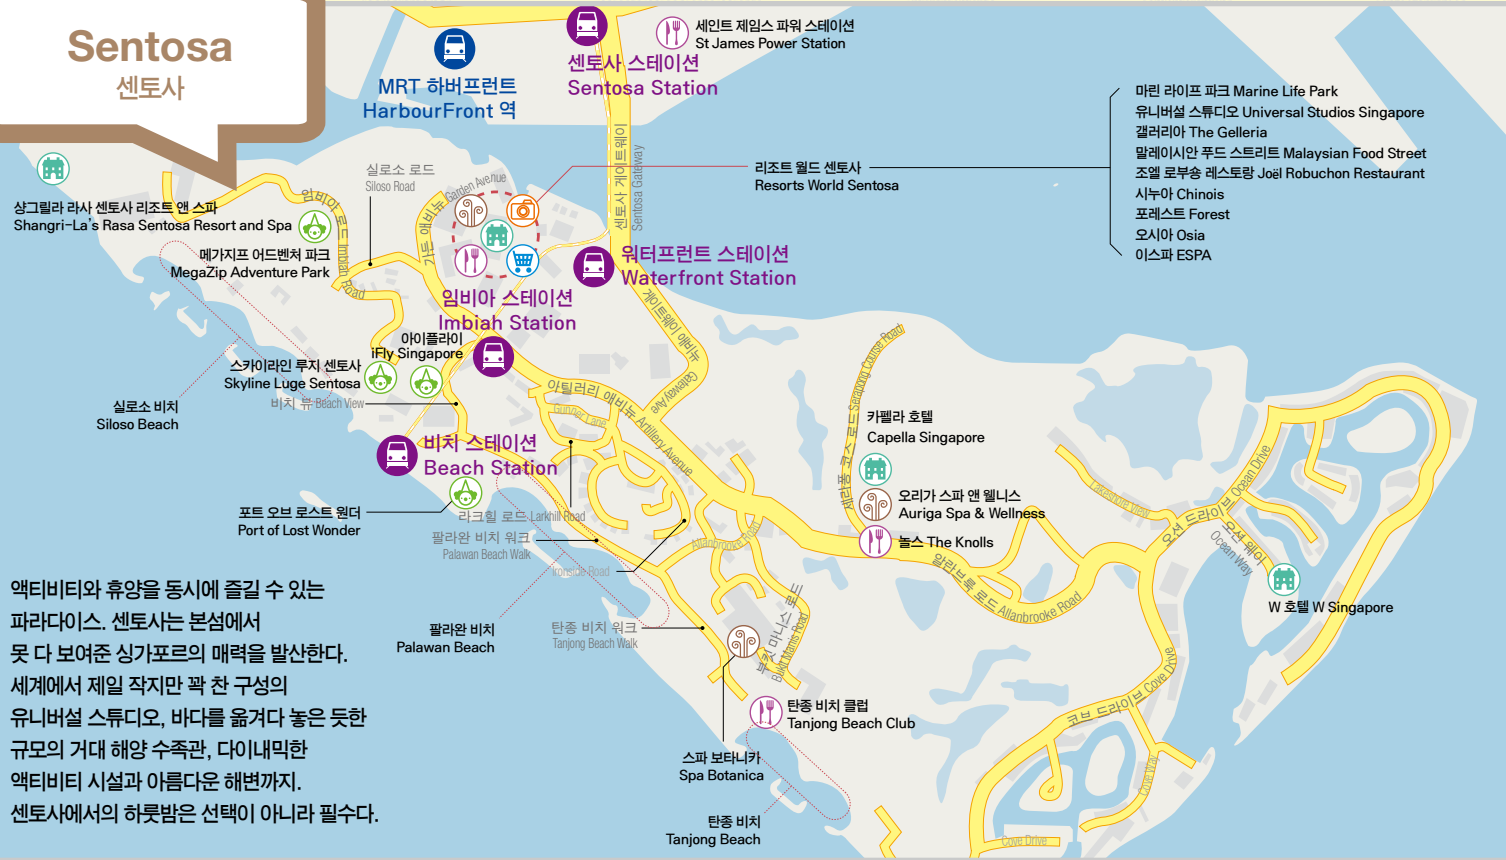 Sentosa
센토사
MRT 하버프런트
HarbourFront 역
센토사 스테이션
Sentosa Station
세인트 제임스 파워 스테이션
St James Power Station
마린 라이프 파크 Marine Life Park
유니버설 스튜디오 Universal Studios Singapore
갤러리아 The Gelleria
말레이시안 푸드 스트리트 Malaysian Food Street
조엘 로부숑 레스토랑 Joël Robuchon Restaurant
시누아 Chinois
포레스트 Forest
오시아 Osia
이스파 ESPA
리조트 월드 센토사
Resorts World Sentosa
센토사 게이트웨이
Sentosa Gateway
실로소 로드
Siloso Road
가든 애비뉴 Garden Avenue
임비아 로드 Imbiah Road
샹그릴라 라사 센토사 리조트 앤 스파
Shangri-La's Rasa Sentosa Resort and Spa
메가지프 어드벤처 파크
MegaZip Adventure Park
워터프런트 스테이션
Waterfront Station
임비아 스테이션
Imbiah Station
게이트웨이 애비뉴
Gateway Ave
아이플라이
iFly Singapore
스카이라인 루지 센토사
Skyline Luge Sentosa
비치 뷰 Beach View
실로소 비치
Siloso Beach
아틸러리 애비뉴 Artillery Avenue
Gunner Lane
비치 스테이션
Beach Station
세라퐁 코스 로드 Serapong Course Road
카펠라 호텔
Capella Singapore
오리가 스파 앤 웰니스
Auriga Spa & Wellness
놀스 The Knolls
포트 오브 로스트 원더
Port of Lost Wonder
라크힐 로드 Larkhill Road
팔라완 비치 워크
Palawan Beach Walk
Ironside Road
Allanbrooke Road
알라브룩 로드 Allanbrooke Road
Lakeshore View
오션 드라이브 Ocean Drive
오션 웨이
Ocean Way
W 호텔 W Singapore
팔라완 비치
Palawan Beach
탄종 비치 워크
Tanjong Beach Walk
부킷 마니스 로드
Bukit Manis Road
탄종 비치 클럽
Tanjong Beach Club
스파 보타니카
Spa Botanica
탄종 비치
Tanjong Beach
코브 드라이브 Cove Drive
Cove Way
Cove Drive
액티비티와 휴양을 동시에 즐길 수 있는
파라다이스. 센토사는 본섬에서
못 다 보여준 싱가포르의 매력을 발산한다.
세계에서 제일 작지만 꽉 찬 구성의
유니버설 스튜디오, 바다를 옮겨다 놓은 듯한
규모의 거대 해양 수족관, 다이내믹한
액티비티 시설과 아름다운 해변까지.
센토사에서의 하룻밤은 선택이 아니라 필수다.